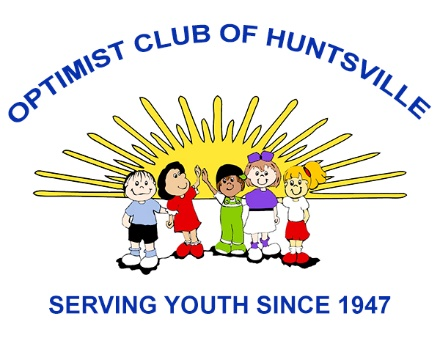 OPTIMIST CLUB OF HUNTSVILLE
SERVING YOUTH SINCE 1947